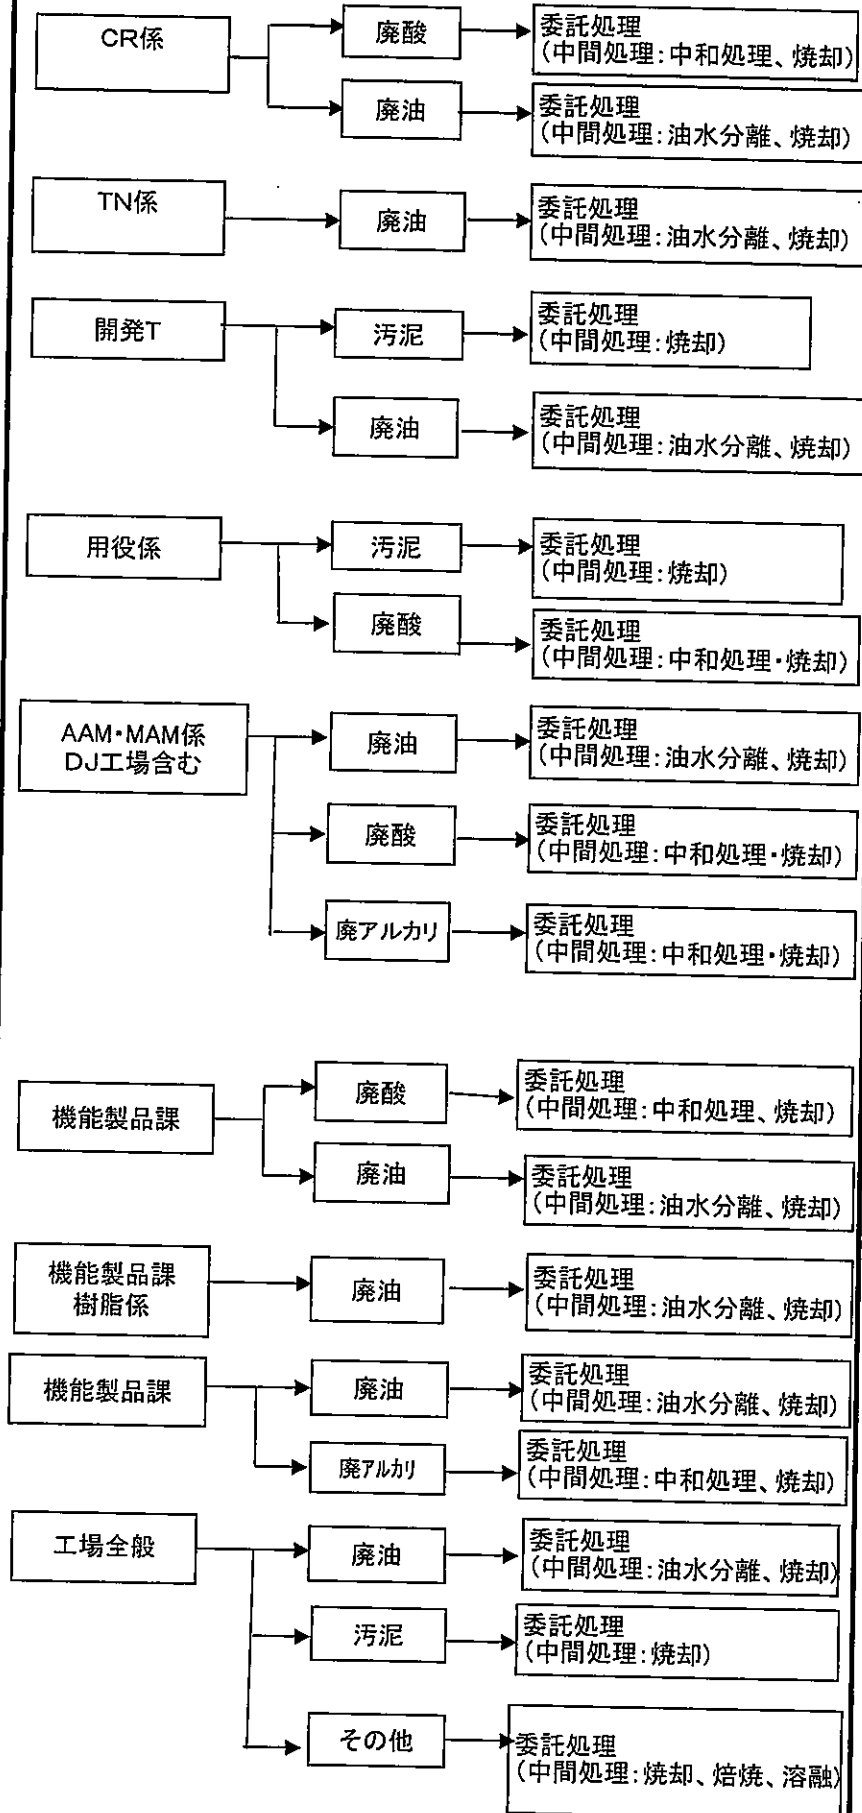 CR係
廃酸
委託処理
(中間処理:中和処理、焼却)
廃油
委託処理
(中間処理:油水分離、焼却)
TN係
廃油
委託処理
(中間処理:油水分離、焼却)
開発T
汚泥
委託処理
(中間処理:焼却)
廃油
委託処理
(中間処理:油水分離、焼却)
用役係
汚泥
委託処理
(中間処理:焼却)
廃酸
委託処理
(中間処理:中和処理・焼却)
AAM・MAM係
DJ工場含む
廃油
委託処理
(中間処理:油水分離、焼却)
廃酸
委託処理
(中間処理:中和処理・焼却)
廃アルカリ
委託処理
(中間処理:中和処理・焼却)
機能製品課
廃酸
委託処理
(中間処理:中和処理、焼却)
廃油
委託処理
(中間処理:油水分離、焼却)
機能製品課
樹脂係
廃油
委託処理
(中間処理:油水分離、焼却)
機能製品課
廃油
委託処理
(中間処理:油水分離、焼却)
廃アルカリ
委託処理
(中間処理:中和処理、焼却)
工場全般
廃油
委託処理
(中間処理:油水分離、焼却)
汚泥
委託処理
(中間処理:焼却)
その他
委託処理
(中間処理:焼却、焙焼、溶融)